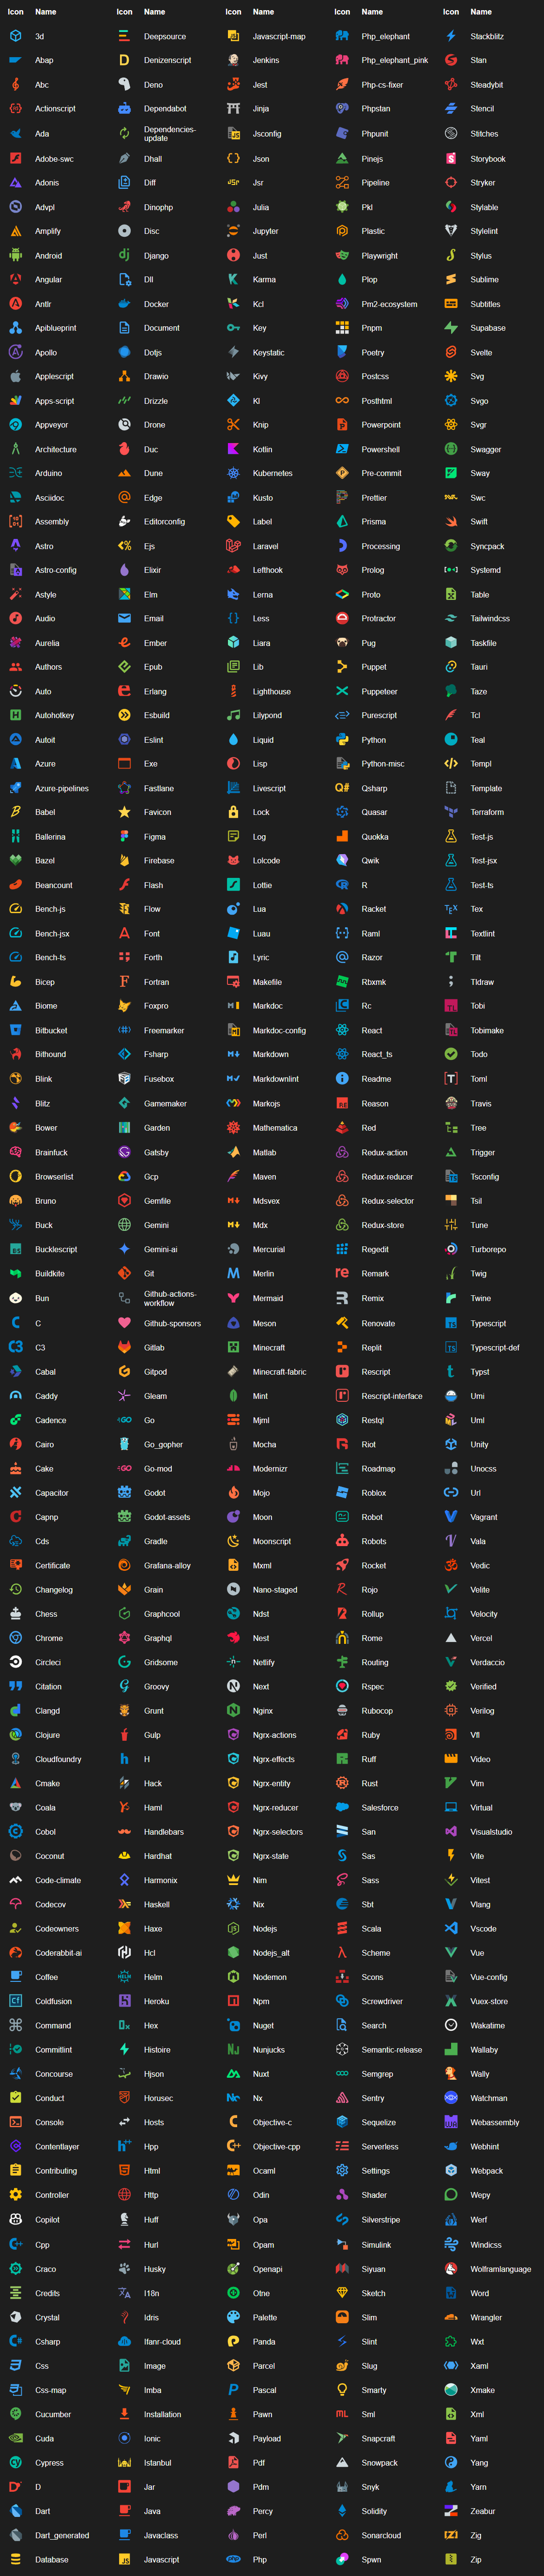 Icon Name
3d
Abap
Abc
Actionscript
Ada
Adobe-swc
Adonis
Advpl
Amplify
Android
Angular
Antlr
Apiblueprint
Apollo
Applescript
Apps-script
Appveyor
Architecture
Arduino
Asciidoc
Assembly
Astro
Astro-config
Astyle
Audio
Aurelia
Authors
Auto
Autohotkey
Autoit
Azure
Azure-pipelines
Babel
Ballerina
Bazel
Beancount
Bench-js
Bench-jsx
Bench-ts
Bicep
Biome
Bitbucket
Bithound
Blink
Blitz
Bower
Brainfuck
Browserlist
Bruno
Buck
Bucklescript
Buildkite
Bun
C
C3
Cabal
Caddy
Cadence
Cairo
Cake
Capacitor
Capnp
Cds
Certificate
Changelog
Chess
Chrome
Circleci
Citation
Clangd
Clojure
Cloudfoundry
Cmake
Coala
Cobol
Coconut
Code-climate
Codecov
Codeowners
Coderabbit-ai
Coffee
Coldfusion
Command
Commitlint
Concourse
Conduct
Console
Contentlayer
Contributing
Controller
Copilot
Cpp
Craco
Credits
Crystal
Csharp
Css
Css-map
Cucumber
Cuda
Cypress
D
Dart
Dart_generated
Database
Icon Name
Deepsource
Denizenscript
Deno
Dependabot
Dependencies-
update
Dhall
Diff
Dinophp
Disc
Django
Dll
Docker
Document
Dotjs
Drawio
Drizzle
Drone
Duc
Dune
Edge
Editorconfig
Ejs
Elixir
Elm
Email
Ember
Epub
Erlang
Esbuild
Eslint
Exe
Fastlane
Favicon
Figma
Firebase
Flash
Flow
Font
Forth
Fortran
Foxpro
Freemarker
Fsharp
Fusebox
Gamemaker
Garden
Gatsby
Gcp
Gemfile
Gemini
Gemini-ai
Git
Github-actions-
workflow
Github-sponsors
Gitlab
Gitpod
Gleam
Go
Go_gopher
Go-mod
Godot
Godot-assets
Gradle
Grafana-alloy
Grain
Graphcool
Graphql
Gridsome
Groovy
Grunt
Gulp
H
Hack
Haml
Handlebars
Hardhat
Harmonix
Haskell
Haxe
Hcl
Helm
Heroku
Hex
Histoire
Hjson
Horusec
Hosts
Hpp
Html
Http
Huff
Hurl
Husky
I18n
Idris
Ifanr-cloud
Image
Imba
Installation
Ionic
Istanbul
Jar
Java
Javaclass
Javascript
Icon Name
Javascript-map
Jenkins
Jest
Jinja
Jsconfig
Json
Jsr
Julia
Jupyter
Just
Karma
Kcl
Key
Keystatic
Kivy
Kl
Knip
Kotlin
Kubernetes
Kusto
Label
Laravel
Lefthook
Lerna
Less
Liara
Lib
Lighthouse
Lilypond
Liquid
Lisp
Livescript
Lock
Log
Lolcode
Lottie
Lua
Luau
Lyric
Makefile
Markdoc
Markdoc-config
Markdown
Markdownlint
Markojs
Mathematica
Matlab
Maven
Mdsvex
Mdx
Mercurial
Merlin
Mermaid
Meson
Minecraft
Minecraft-fabric
Mint
Mjml
Mocha
Modernizr
Mojo
Moon
Moonscript
Mxml
Nano-staged
Ndst
Nest
Netlify
Next
Nginx
Ngrx-actions
Ngrx-effects
Ngrx-entity
Ngrx-reducer
Ngrx-selectors
Ngrx-state
Nim
Nix
Nodejs
Nodejs_alt
Nodemon
Npm
Nuget
Nunjucks
Nuxt
Nx
Objective-c
Objective-cpp
Ocaml
Odin
Opa
Opam
Openapi
Otne
Palette
Panda
Parcel
Pascal
Pawn
Payload
Pdf
Pdm
Percy
Perl
Php
Icon Name
Php_elephant
Php_elephant_pink
Php-cs-fixer
Phpstan
Phpunit
Pinejs
Pipeline
Pkl
Plastic
Playwright
Plop
Pm2-ecosystem
Pnpm
Poetry
Postcss
Posthtml
Powerpoint
Powershell
Pre-commit
Prettier
Prisma
Processing
Prolog
Proto
Protractor
Pug
Puppet
Puppeteer
Purescript
Python
Python-misc
Qsharp
Quasar
Quokka
Qwik
R
Racket
Raml
Razor
Rbxmk
Rc
React
React_ts
Readme
Reason
Red
Redux-action
Redux-reducer
Redux-selector
Redux-store
Regedit
Remark
Remix
Renovate
Replit
Rescript
Rescript-interface
Restql
Riot
Roadmap
Roblox
Robot
Robots
Rocket
Rojo
Rollup
Rome
Routing
Rspec
Rubocop
Ruby
Ruff
Rust
Salesforce
San
Sas
Sass
Sbt
Scala
Scheme
Scons
Screwdriver
Search
Semantic-release
Semgrep
Sentry
Sequelize
Serverless
Settings
Shader
Silverstripe
Simulink
Siyuan
Sketch
Slim
Slint
Slug
Smarty
Sml
Snapcraft
Snowpack
Snyk
Solidity
Sonarcloud
Spwn
Icon Name
Stackblitz
Stan
Steadybit
Stencil
Stitches
Storybook
Stryker
Stylable
Stylelint
Stylus
Sublime
Subtitles
Supabase
Svelte
Svg
Svgo
Svgr
Swagger
Sway
Swc
Swift
Syncpack
Systemd
Table
Tailwindcss
Taskfile
Tauri
Taze
Tcl
Teal
Templ
Template
Terraform
Test-js
Test-jsx
Test-ts
Tex
Textlint
Tilt
Tldraw
Tobi
Tobimake
Todo
Toml
Travis
Tree
Trigger
Tsconfig
Tsil
Tune
Turborepo
Twig
Twine
Typescript
Typescript-def
Typst
Umi
Uml
Unity
Unocss
Url
Vagrant
Vala
Vedic
Velite
Velocity
Vercel
Verdaccio
Verified
Verilog
Vfl
Video
Vim
Virtual
Visualstudio
Vite
Vitest
Vlang
Vscode
Vue
Vue-config
Vuex-store
Wakatime
Wallaby
Wally
Watchman
Webassembly
Webhint
Webpack
Wepy
Werf
Windicss
Wolframlanguage
Word
Wrangler
Wxt
Xaml
Xmake
Xml
Yaml
Yang
Yarn
Zeabur
Zig
Zip